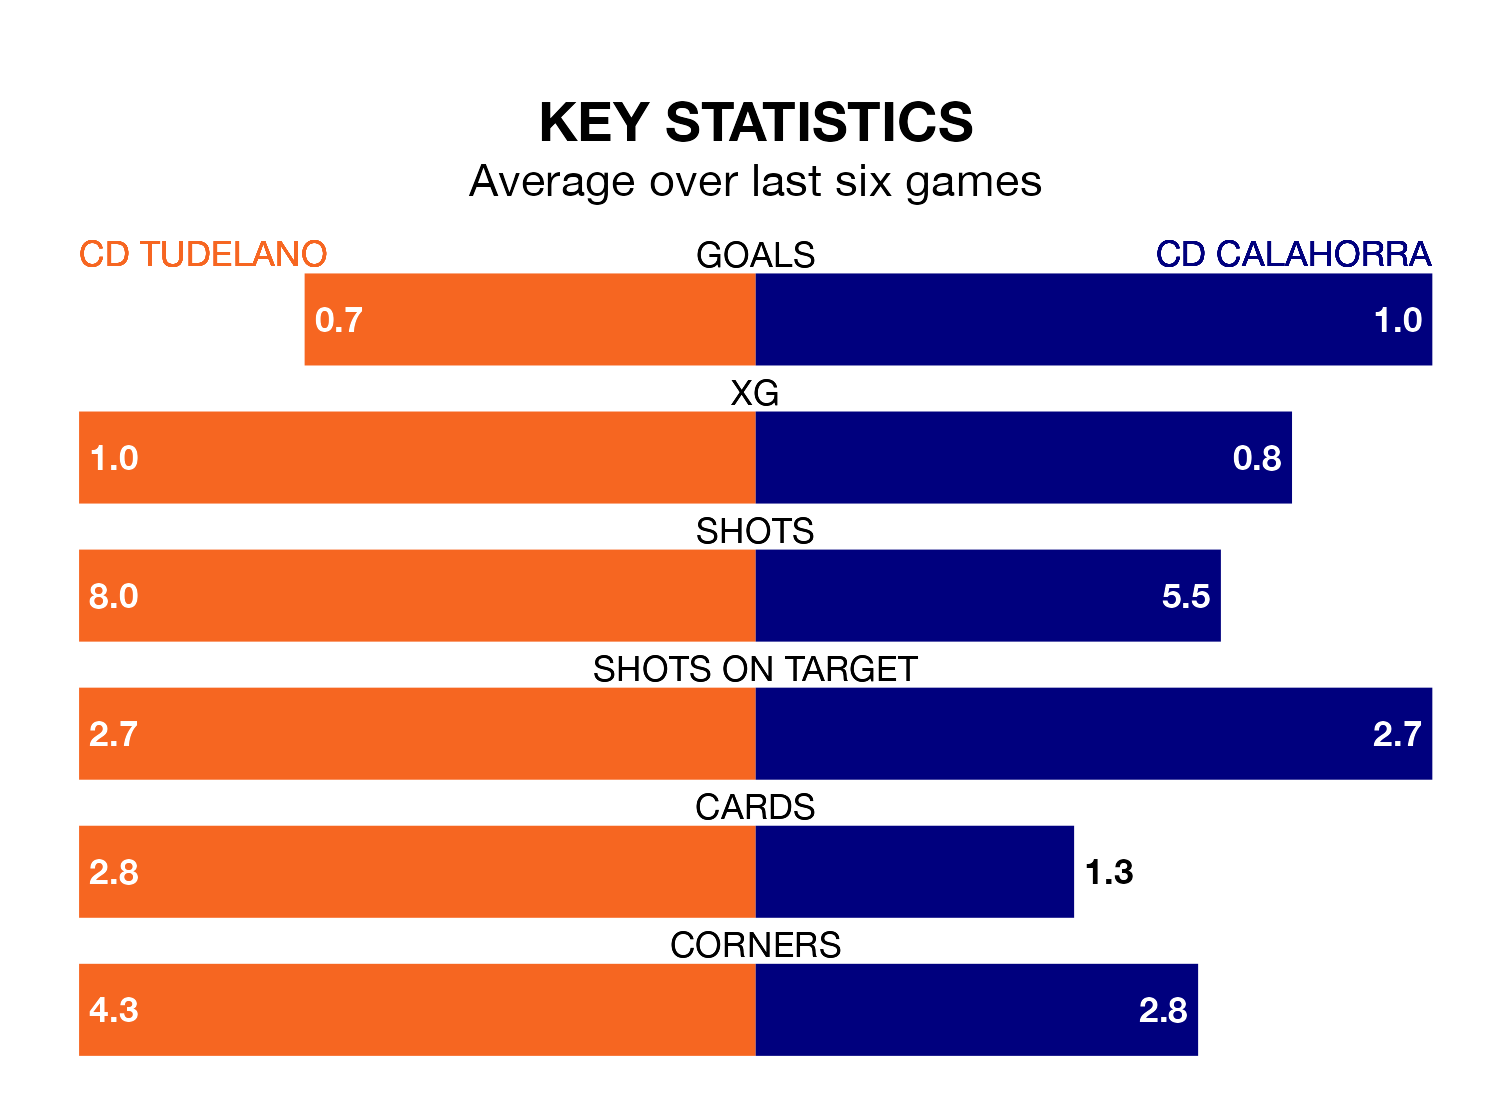 KEY STATISTICS
Average over last six games
CD TUDELANO GOALS CD CALAHORRA
0.7 1.0
XG
1.0 0.8
SHOTS
8.0 5.5
SHOTS ON TARGET
2.7 2.7
CARDS
2.8 1.3
CORNERS
4.3 2.8